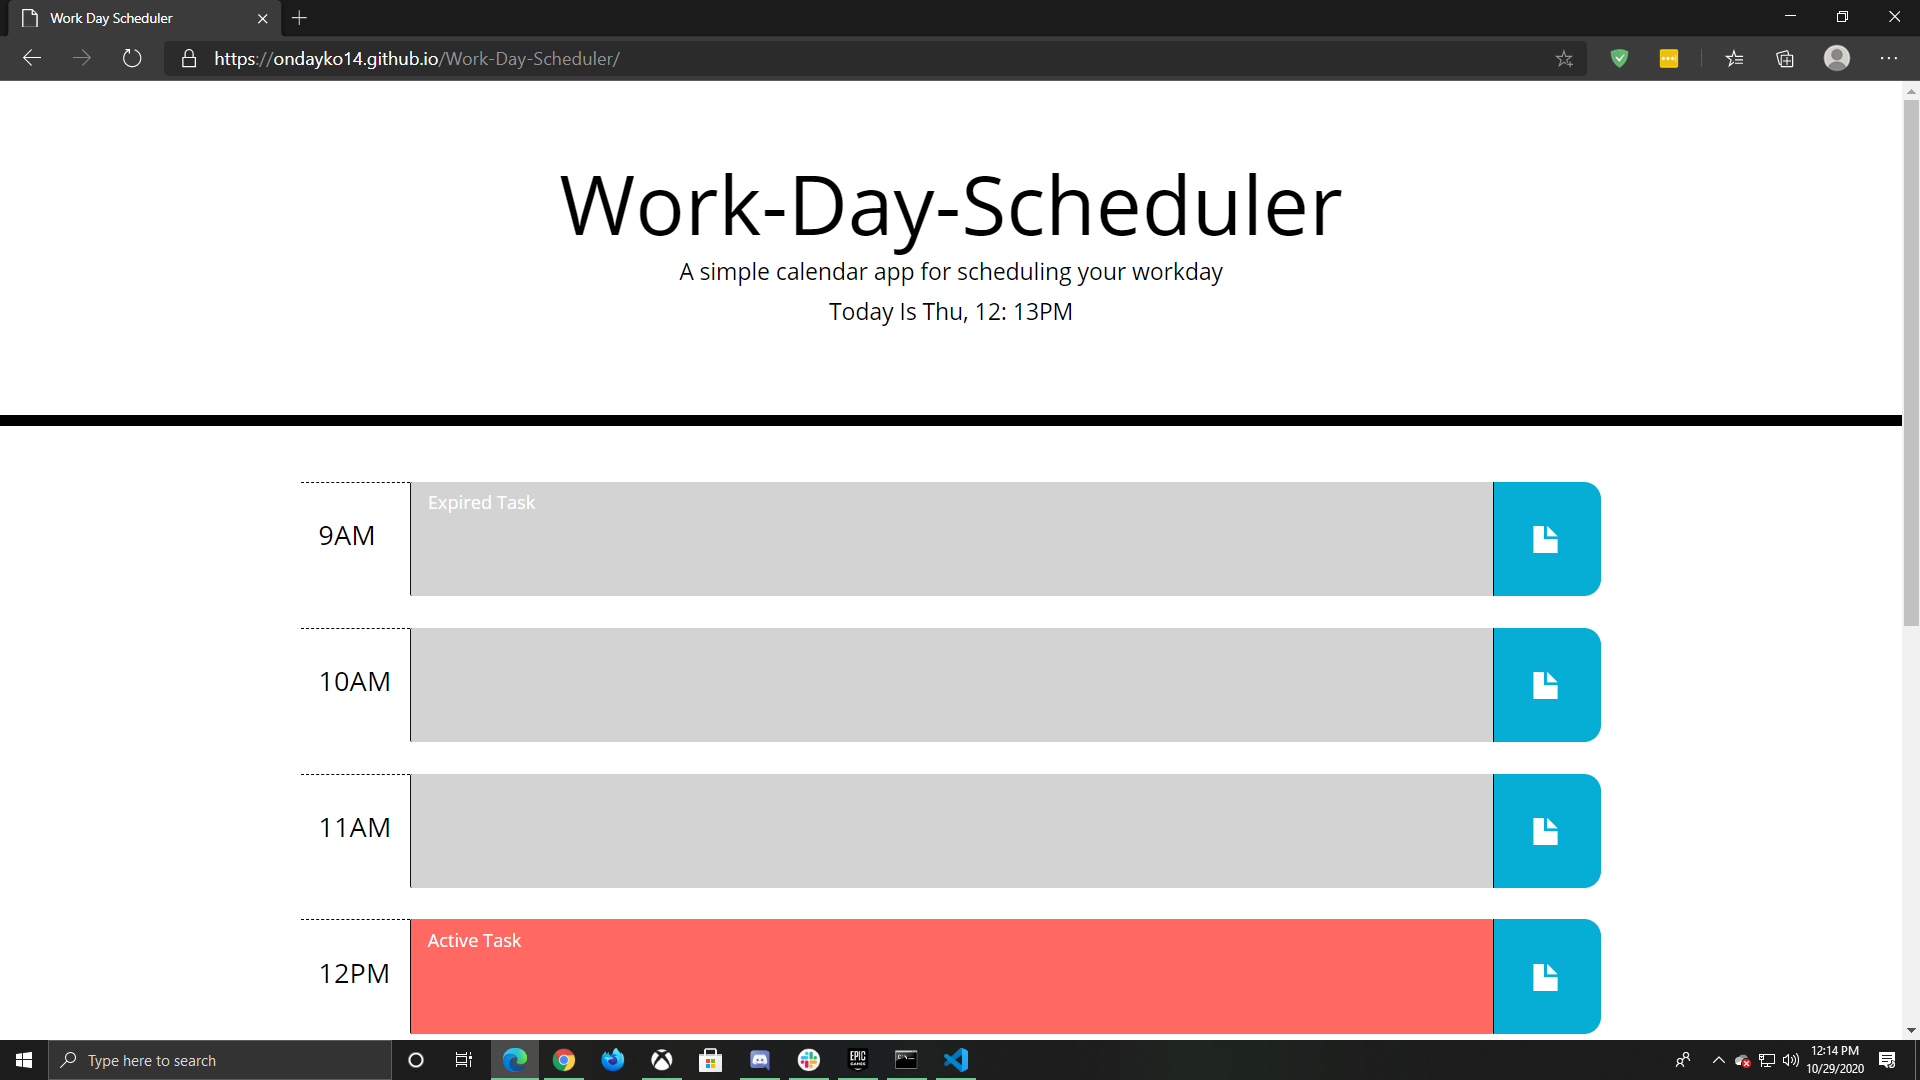 Work Day Scheduler
https://ondayko14.github.io/Work-Day-Scheduler/
Work-Day-Scheduler
A simple calendar app for scheduling your workday
Today Is Thu, 12: 13PM
Expired Task
9AM
10AM
11AM
Active Task
12PM
Type here to search
EPIC
GAMES
C:\_
12:14 PM
10/29/2020